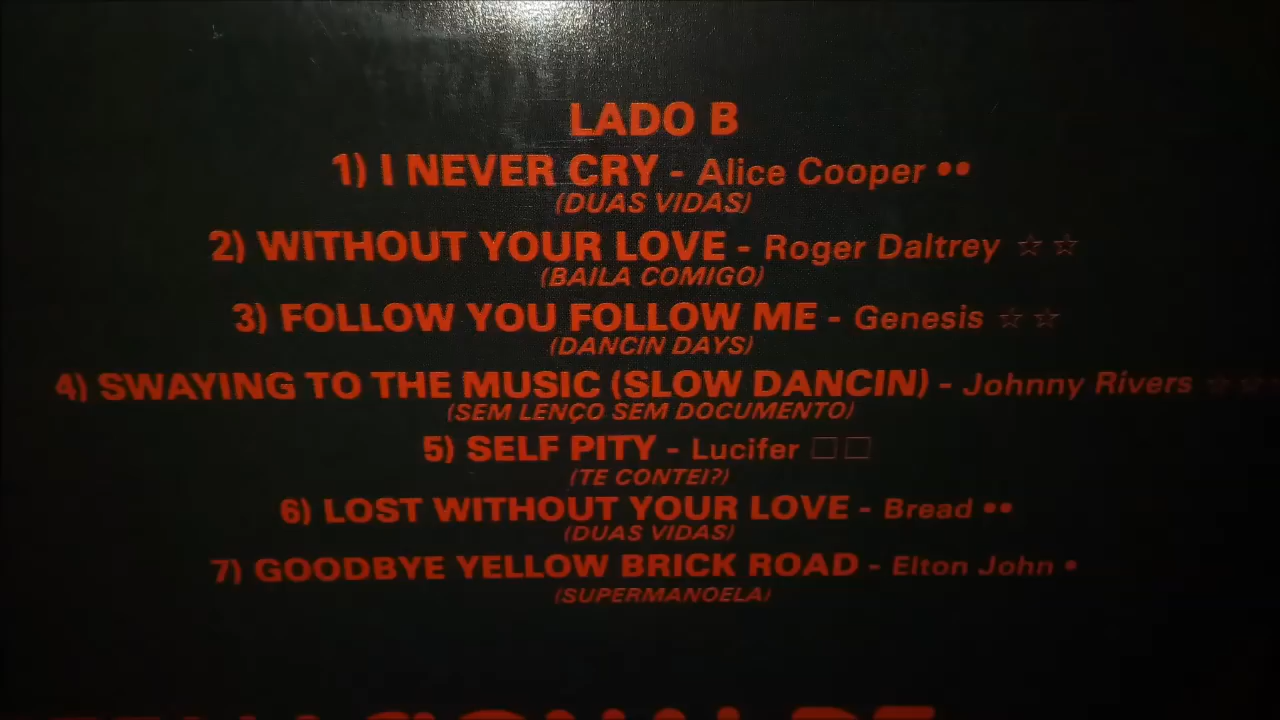 LADO B
1) I NEVER CRY - Alice Cooper ••
(DUAS VIDAS)
2) WITHOUT YOUR LOVE - Roger Daltrey ☆ ☆
(BAILA COMIGO)
3) FOLLOW YOU FOLLOW ME - Genesis ☆ ☆
(DANCIN DAYS)
4) SWAYING TO THE MUSIC (SLOW DANCIN) - Johnny Rivers ☆ ☆
(SEM LENÇO SEM DOCUMENTO)
5) SELF PITY - Lucifer □ □
(TE CONTEI?)
6) LOST WITHOUT YOUR LOVE - Bread ••
(DUAS VIDAS)
7) GOODBYE YELLOW BRICK ROAD - Elton John •
(SUPERMANOELA)